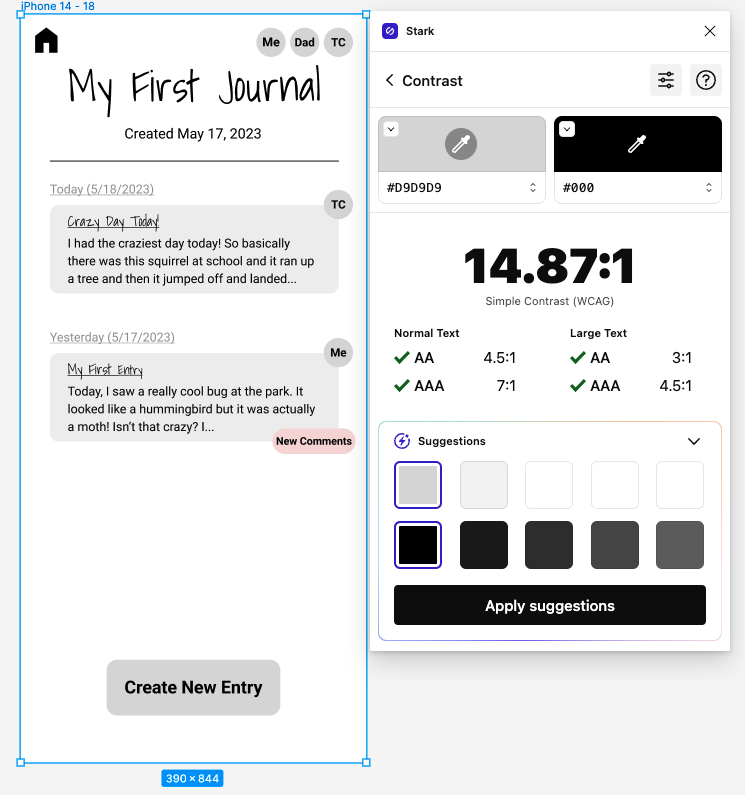 iPhone 14 - 18
Me Dad TC
My First Journal
Created May 17, 2023
Today (5/18/2023)
TC
Crazy Day Today!
I had the craziest day today! So basically
there was this squirrel at school and it ran up
a tree and then it jumped off and landed...
Yesterday (5/17/2023)
Me
My First Entry
Today, I saw a really cool bug at the park. It
looked like a hummingbird but it was actually
a moth! Isn't that crazy? I...
New Comments
Create New Entry
390 × 844
Stark
Contrast
#D9D9D9
#000
14.87:1
Simple Contrast (WCAG)
Normal Text Large Text
AA 4.5:1 AA 3:1
AAA 7:1 AAA 4.5:1
Suggestions
Apply suggestions